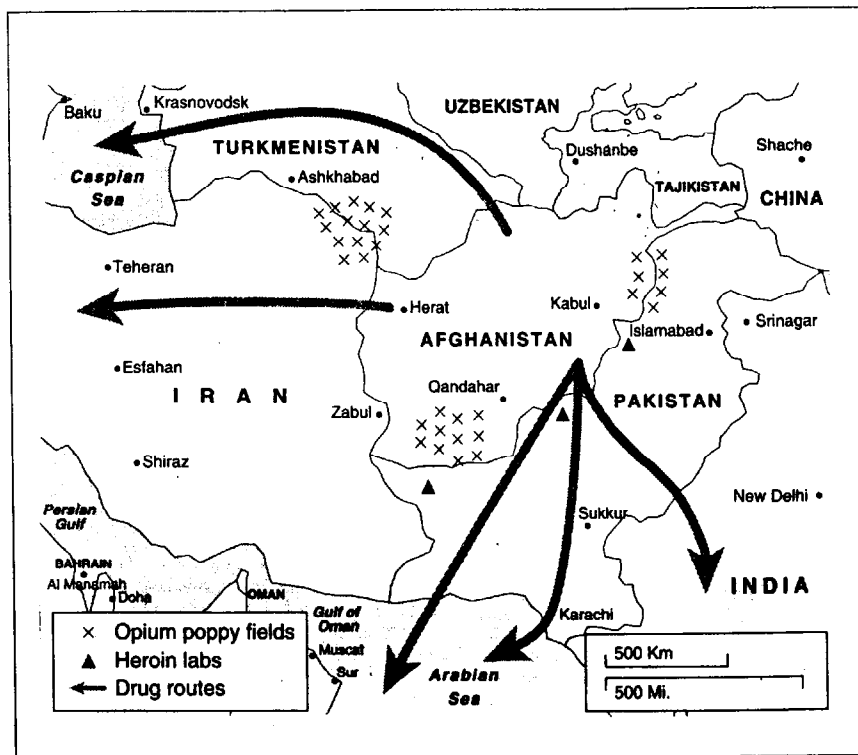 UZBEKISTAN
Baku
Krasnovodsk
TURKMENISTAN
Dushanbe
Shache
Caspian
Sea
Ashkhabad
TAJIKISTAN
CHINA
Teheran
Herat
Kabul
Islamabad
Srinagar
AFGHANISTAN
Esfahan
Qandahar
IRAN
Zabul
PAKISTAN
Shiraz
New Delhi
Sukkur
Persian
Gulf
BAHRAIN
Al Manamah
Doha
OMAN
INDIA
Gulf of
Oman
Karachi
Muscat
Sur
Arabian
Sea
Opium poppy fields
Heroin labs
Drug routes
500 Km
500 Mi.